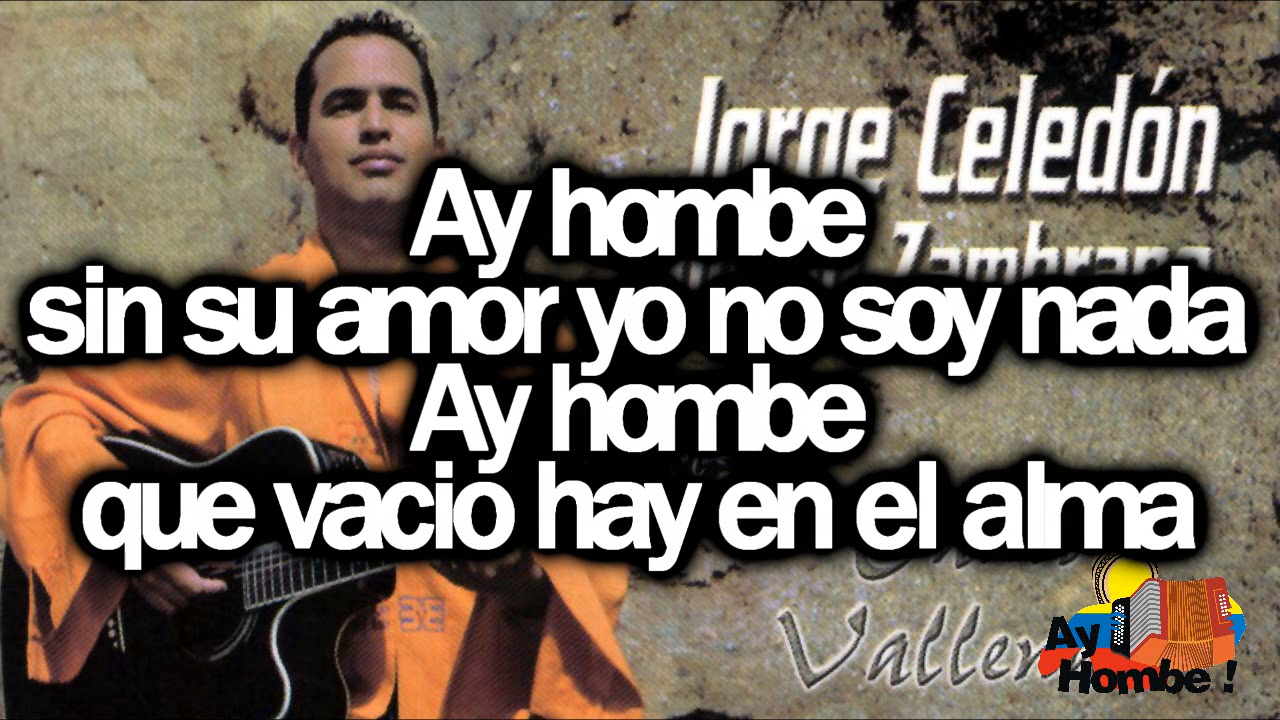 Jorge Celedón
Zambrano
Ay hombe
sin su amor yo no soy nada
Ay hombe
que vacio hay en el alma
Ay
Hombe !